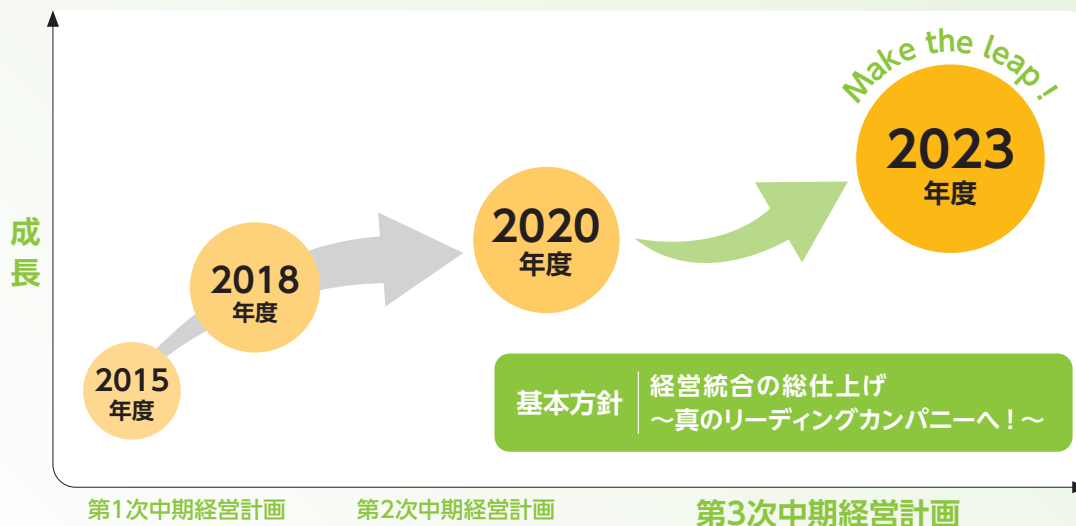 Make the leap!
2023
年度
成長
2020
年度
2018
年度
2015
年度
基本方針
経営統合の総仕上げ
～真のリーディングカンパニーへ！～
第1次中期経営計画
第2次中期経営計画
第3次中期経営計画